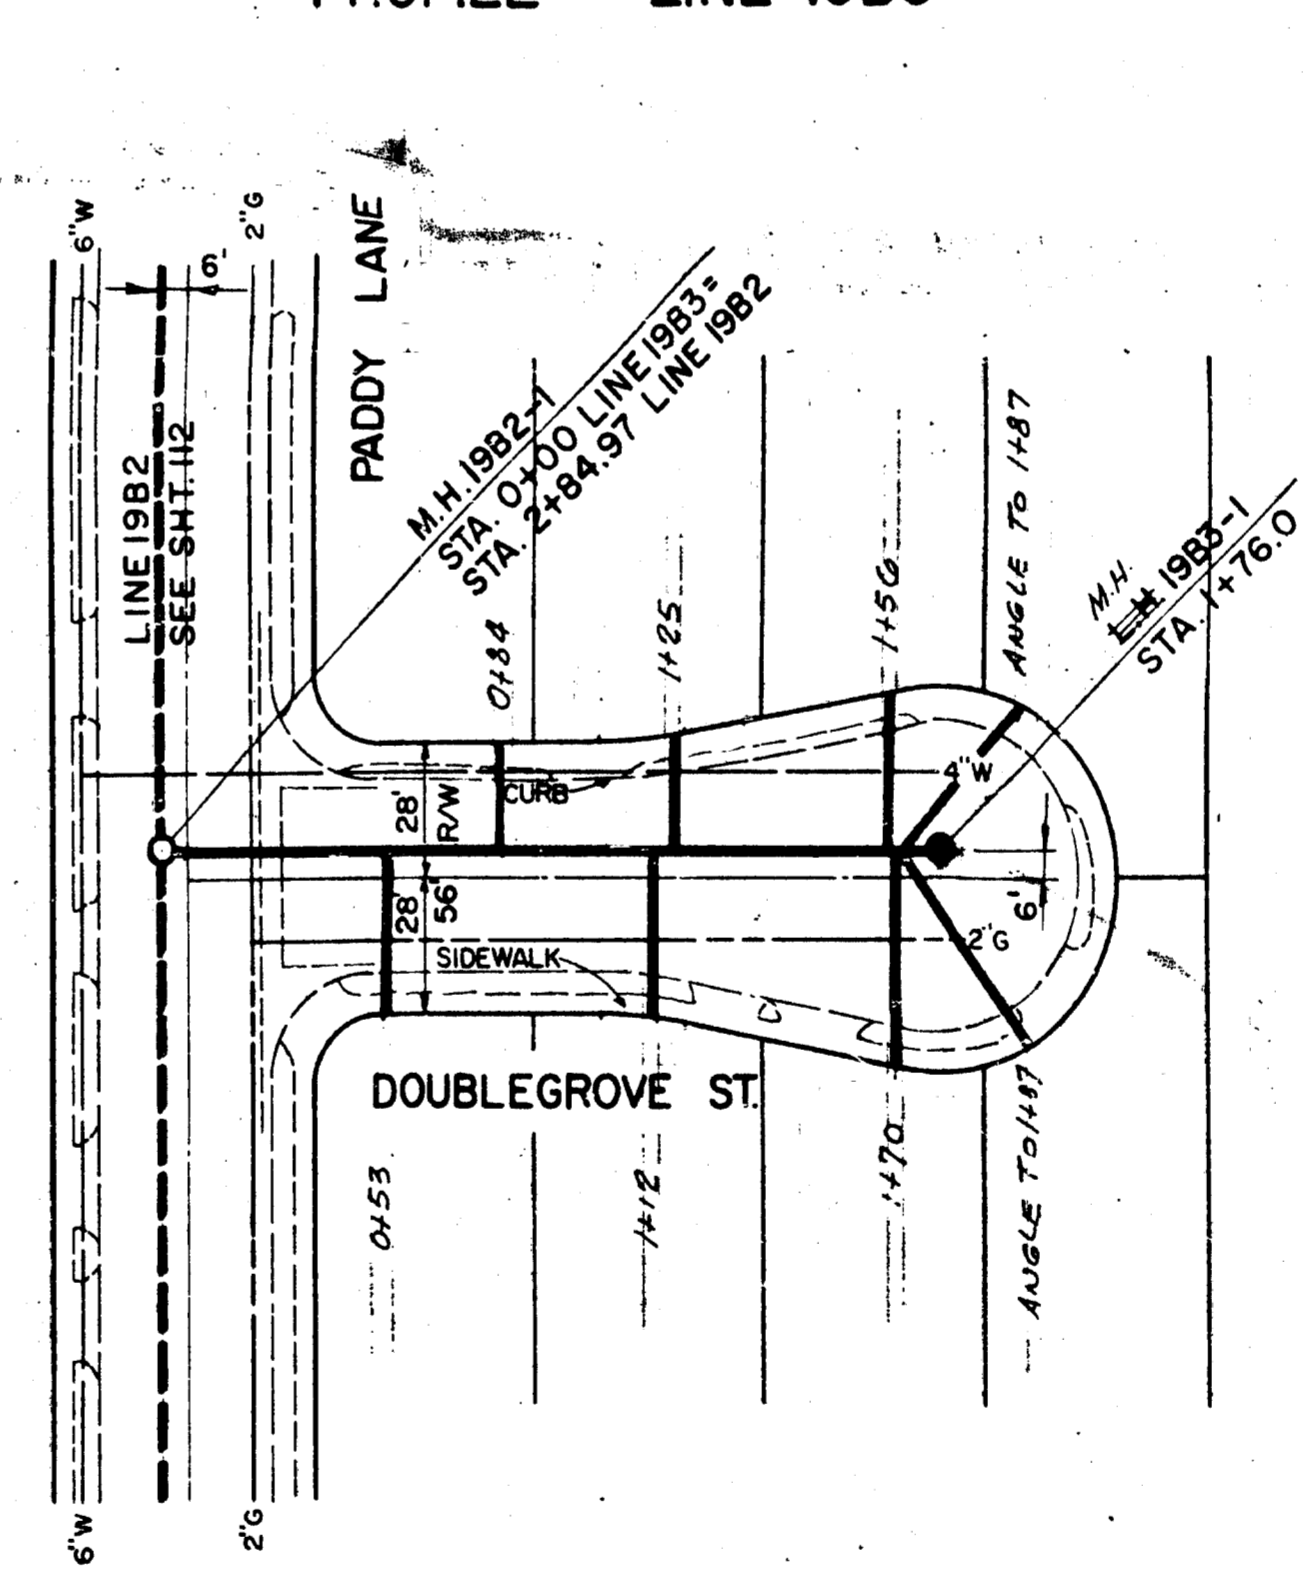 PROFILE LINE 19B3
6"W
2"G
6'
PADDY LANE
LINE 19B2
SEE SHT. 112
M.H. 19B2-1
STA. 0+00 LINE 19B3=
STA. 2+84.97 LINE 19B2
0+84
1+25
1+56
ANGLE TO 1+87
M.H.
L.H. 19B3-1
STA. 1+76.0
4"W
CURB
28'
R/W
28'
56'
6'
2"G
SIDEWALK
DOUBLEGROVE ST.
0+53
1+12
1+70
ANGLE TO 1+87
6"W
2"G